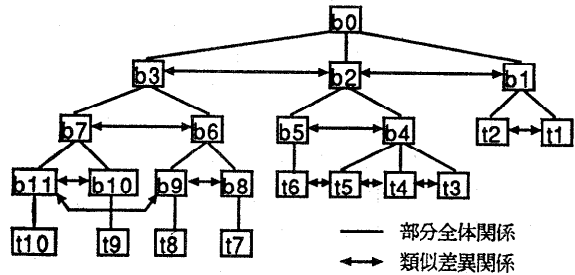 b0
b3 b2 b1
b7 b6 b5 b4 t2 t1
b11 b10 b9 b8 t6 t5 t4 t3
t10 t9 t8 t7
部分全体関係
類似差異関係